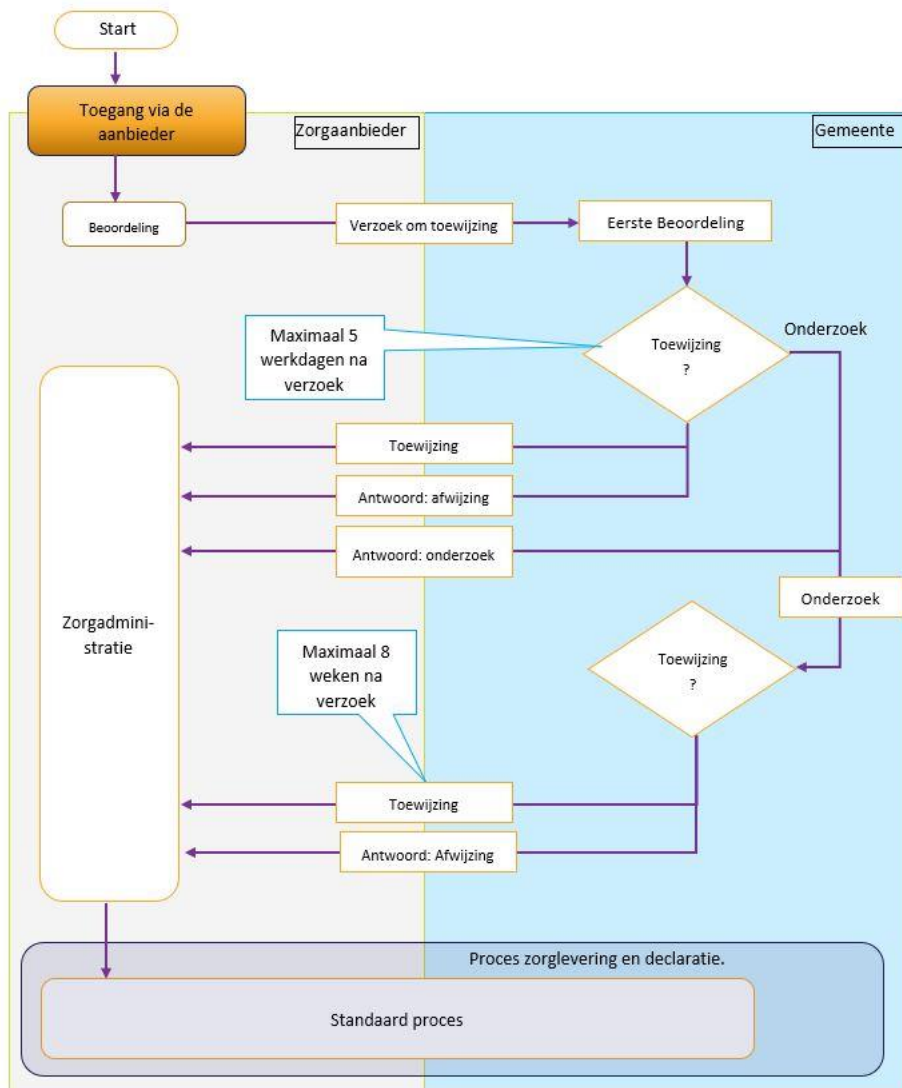 Start
Toegang via de
aanbieder
Zorgaanbieder
Gemeente
Beoordeling
Verzoek om toewijzing
Eerste Beoordeling
Maximaal 5
werkdagen na
verzoek
Toewijzing
?
Onderzoek
Toewijzing
Antwoord: afwijzing
Antwoord: onderzoek
Onderzoek
Zorgadmini-
stratie
Maximaal 8
weken na
verzoek
Toewijzing
?
Toewijzing
Antwoord: Afwijzing
Proces zorglevering en declaratie.
Standaard proces